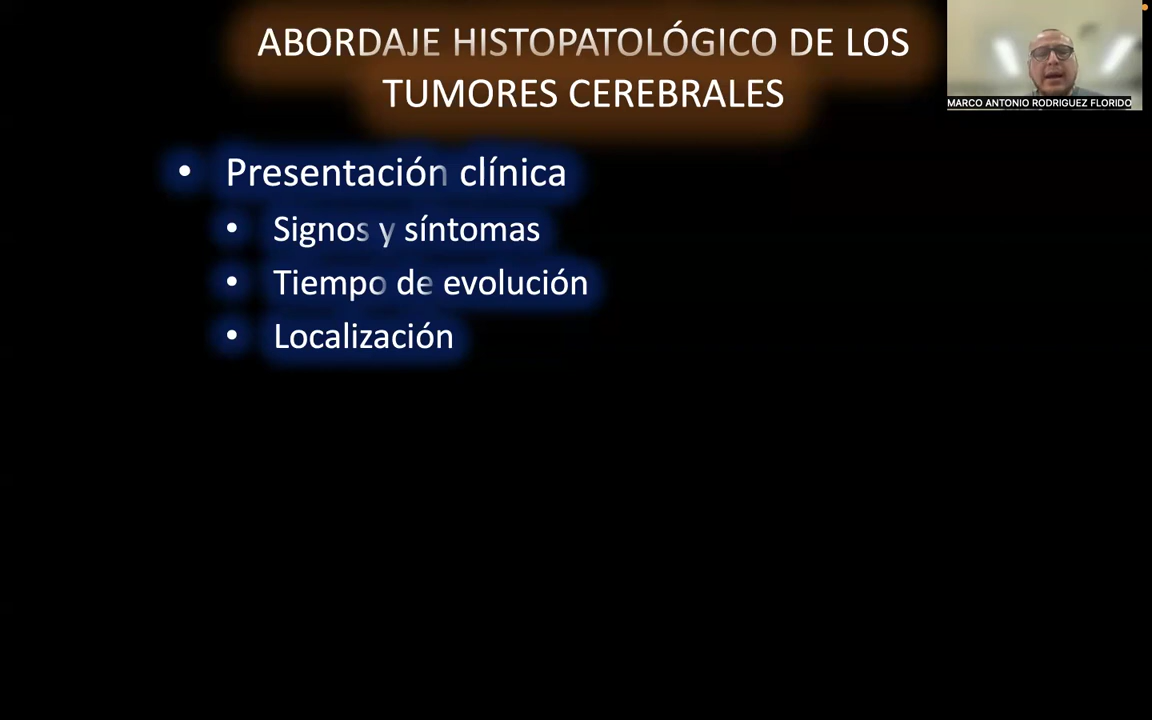 ABORDAJE HISTOPATOLÓGICO DE LOS
TUMORES CEREBRALES
MARCO ANTONIO RODRIGUEZ FLORIDO
• Presentación clínica
• Signos y síntomas
• Tiempo de evolución
• Localización